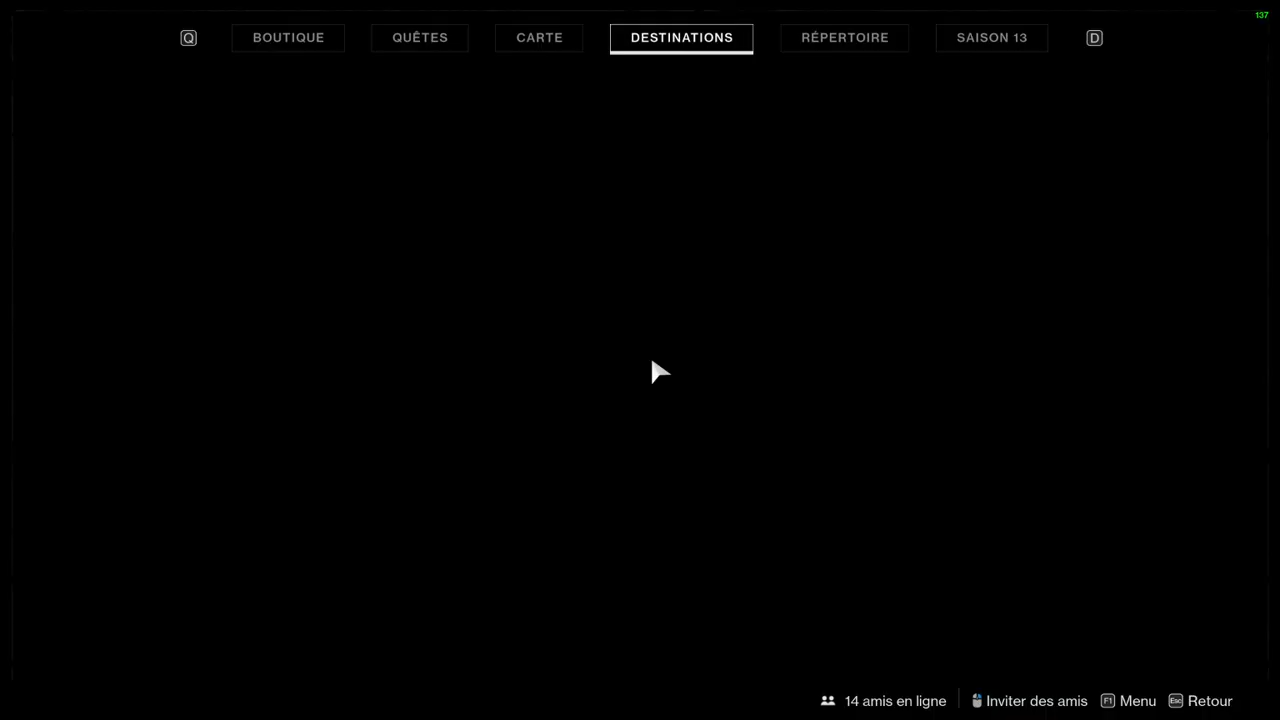 137
Q BOUTIQUE QUÊTES CARTE DESTINATIONS RÉPERTOIRE SAISON 13 D
14 amis en ligne Inviter des amis F1 Menu Esc Retour